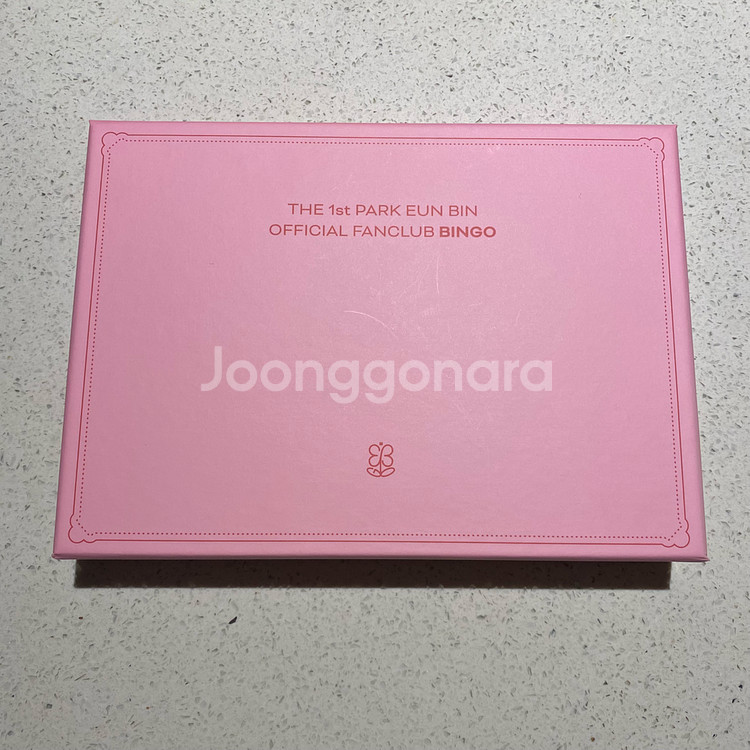 THE 1st PARK EUN BIN
OFFICIAL FANCLUB BINGO
Joonggonara